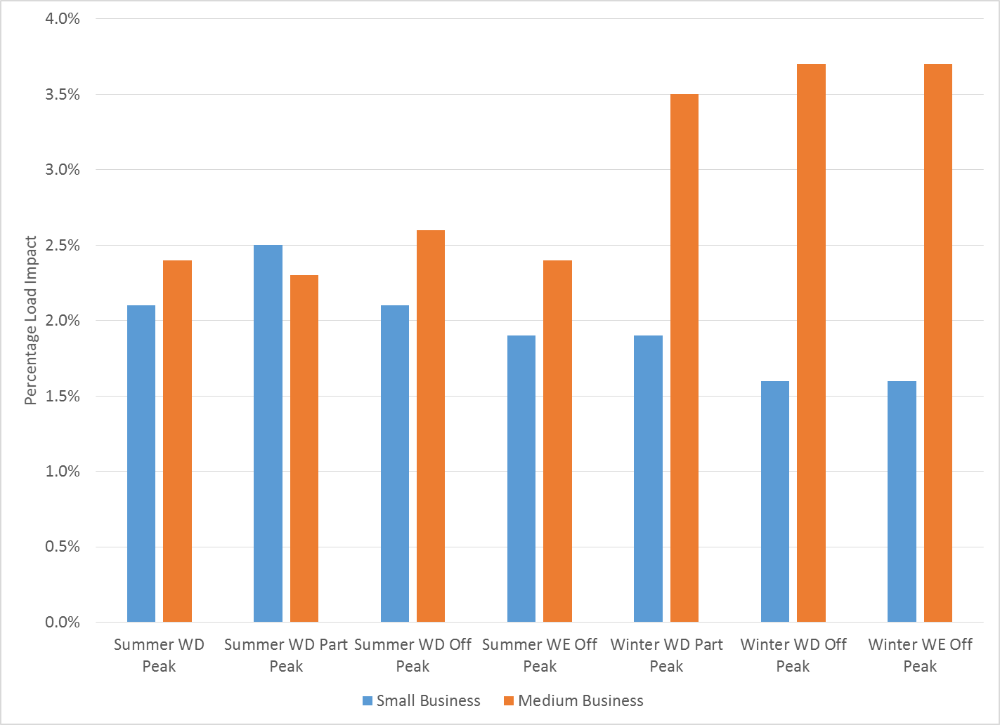 4.0%
3.5%
3.0%
2.5%
2.0%
1.5%
1.0%
0.5%
0.0%
Percentage Load Impact
Summer WD Peak
Summer WD Part Peak
Summer WD Off Peak
Summer WE Off Peak
Winter WD Part Peak
Winter WD Off Peak
Winter WE Off Peak
Small Business
Medium Business